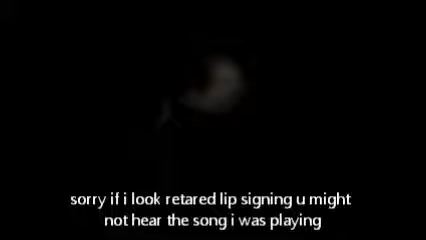 sorry if i look retared lip signing u might
not hear the song i was playing